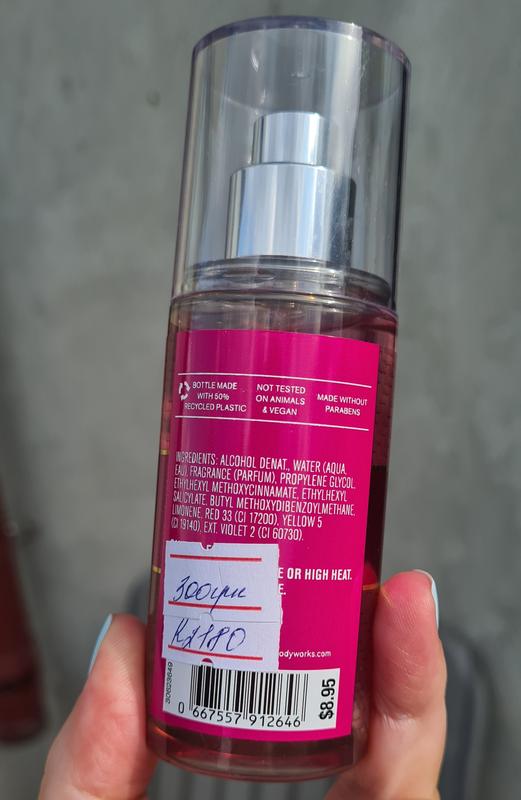 BOTTLE MADE
WITH 50%
RECYCLED PLASTIC
NOT TESTED
ON ANIMALS
& VEGAN
MADE WITHOUT
PARABENS
INGREDIENTS: ALCOHOL DENAT., WATER (AQUA,
EAU), FRAGRANCE (PARFUM), PROPYLENE GLYCOL,
ETHYLHEXYL METHOXYCINNAMATE, ETHYLHEXYL
SALICYLATE, BUTYL METHOXYDIBENZOYLMETHANE,
LIMONENE, RED 33 (CI 17200), YELLOW 5
(CI 19140), EXT. VIOLET 2 (CI 60730).
E OR HIGH HEAT.
E.
300грн
odyworks.com
0 667557 912646
$8.95